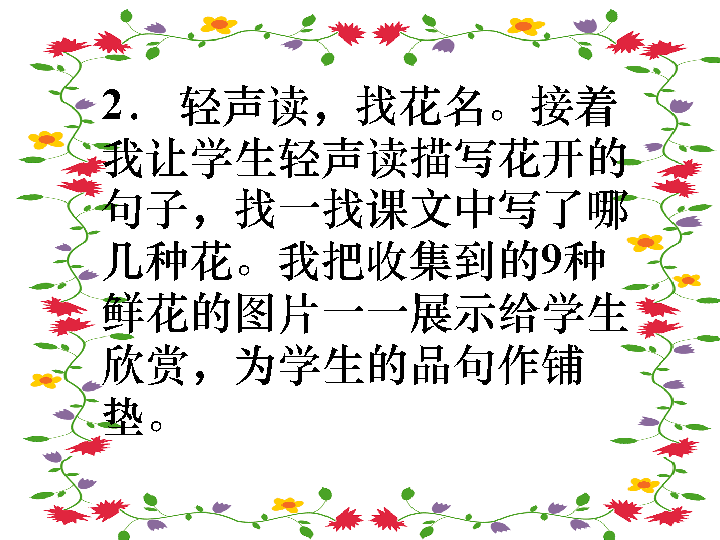 2． 轻声读，找花名。接着
我让学生轻声读描写花开的
句子，找一找课文中写了哪
几种花。我把收集到的9种
鲜花的图片一一展示给学生
欣赏，为学生的品句作铺
垫。